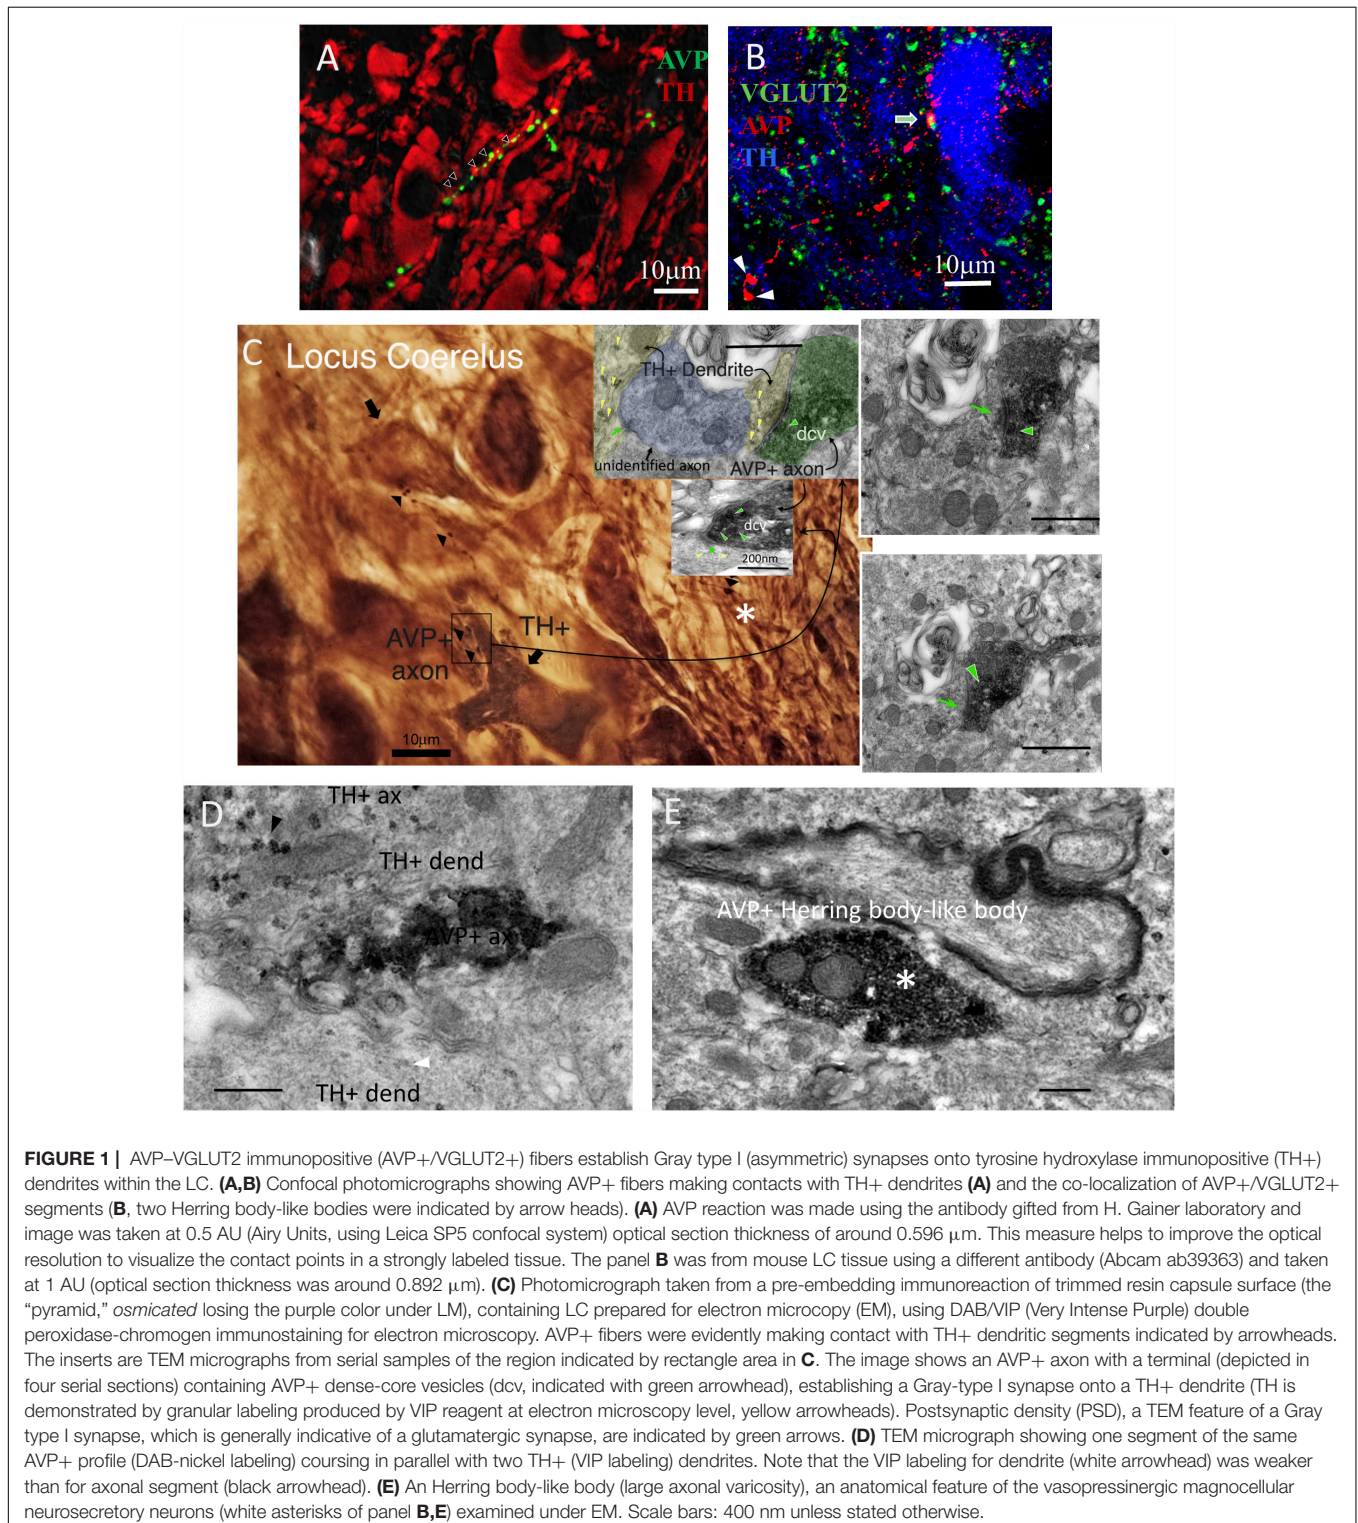 A
AVP
TH
10µm
B
VGLUT2
AVP
TH
10µm
C
Locus Coerelus
TH+ Dendrite
dcv
unidentified axon
AVP+ axon
dcv
200nm
AVP+
axon
TH+
10µm
D
TH+ ax
TH+ dend
AVP+ ax
TH+ dend
E
AVP+ Herring body-like body
*
*
FIGURE 1 | AVP–VGLUT2 immunopositive (AVP+/VGLUT2+) fibers establish Gray type I (asymmetric) synapses onto tyrosine hydroxylase immunopositive (TH+)
dendrites within the LC. (A,B) Confocal photomicrographs showing AVP+ fibers making contacts with TH+ dendrites (A) and the co-localization of AVP+/VGLUT2+
segments (B, two Herring body-like bodies were indicated by arrow heads). (A) AVP reaction was made using the antibody gifted from H. Gainer laboratory and
image was taken at 0.5 AU (Airy Units, using Leica SP5 confocal system) optical section thickness of around 0.596 µm. This measure helps to improve the optical
resolution to visualize the contact points in a strongly labeled tissue. The panel B was from mouse LC tissue using a different antibody (Abcam ab39363) and taken
at 1 AU (optical section thickness was around 0.892 µm). (C) Photomicrograph taken from a pre-embedding immunoreaction of trimmed resin capsule surface (the
“pyramid,” osmicated losing the purple color under LM), containing LC prepared for electron microcopy (EM), using DAB/VIP (Very Intense Purple) double
peroxidase-chromogen immunostaining for electron microscopy. AVP+ fibers were evidently making contact with TH+ dendritic segments indicated by arrowheads.
The inserts are TEM micrographs from serial samples of the region indicated by rectangle area in C. The image shows an AVP+ axon with a terminal (depicted in
four serial sections) containing AVP+ dense-core vesicles (dcv, indicated with green arrowhead), establishing a Gray-type I synapse onto a TH+ dendrite (TH is
demonstrated by granular labeling produced by VIP reagent at electron microscopy level, yellow arrowheads). Postsynaptic density (PSD), a TEM feature of a Gray
type I synapse, which is generally indicative of a glutamatergic synapse, are indicated by green arrows. (D) TEM micrograph showing one segment of the same
AVP+ profile (DAB-nickel labeling) coursing in parallel with two TH+ (VIP labeling) dendrites. Note that the VIP labeling for dendrite (white arrowhead) was weaker
than for axonal segment (black arrowhead). (E) An Herring body-like body (large axonal varicosity), an anatomical feature of the vasopressinergic magnocellular
neurosecretory neurons (white asterisks of panel B,E) examined under EM. Scale bars: 400 nm unless stated otherwise.